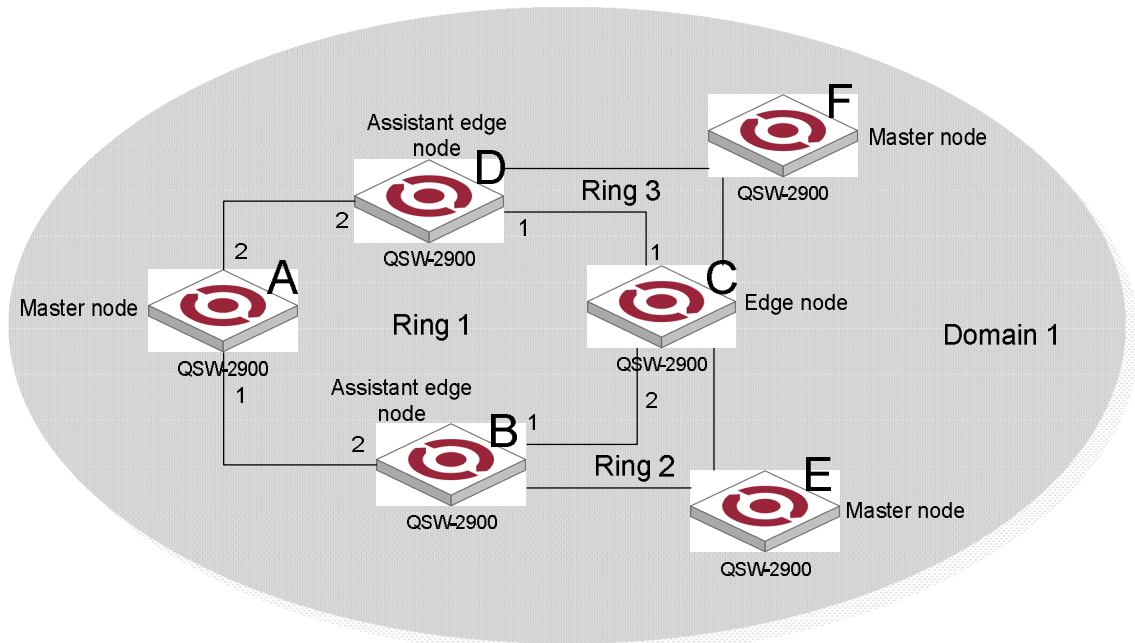 F
Assistant edge
node
Master node
D
Ring 3
QSW-2900
2
1
QSW-2900
2
1
A
C
Master node
Edge node
Ring 1
Domain 1
QSW-2900
QSW-2900
1
Assistant edge
node
2
B
1
2
Ring 2
E
Master node
QSW-2900
QSW-2900